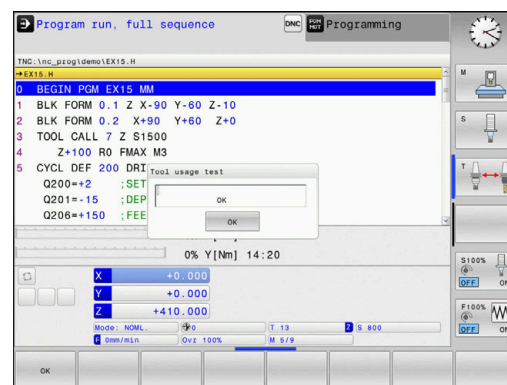 Program run, full sequence
DNC
PGM MGT
Programming
TNC:\nc_prog\demo\EX15.H
→EX15.H
0 BEGIN PGM EX15 MM
1 BLK FORM 0.1 Z X-90 Y-60 Z-10
2 BLK FORM 0.2 X+90 Y+60 Z+0
3 TOOL CALL 7 Z S1500
4 Z+100 R0 FMAX M3
5 CYCL DEF 200 DRI
Q200=+2 ;SET
Q201=-15 ;DEP
Q206=+150 ;FEE
Tool usage test
OK
OK
0% Y[Nm] 14:20
X +0.000
Y +0.000
Z +410.000
Mode: NOML. 0 T 13 Z S 800
F 0mm/min Ovr 100% M 5/9
OK
M
S
T
S100%
OFF ON
F100%
OFF ON